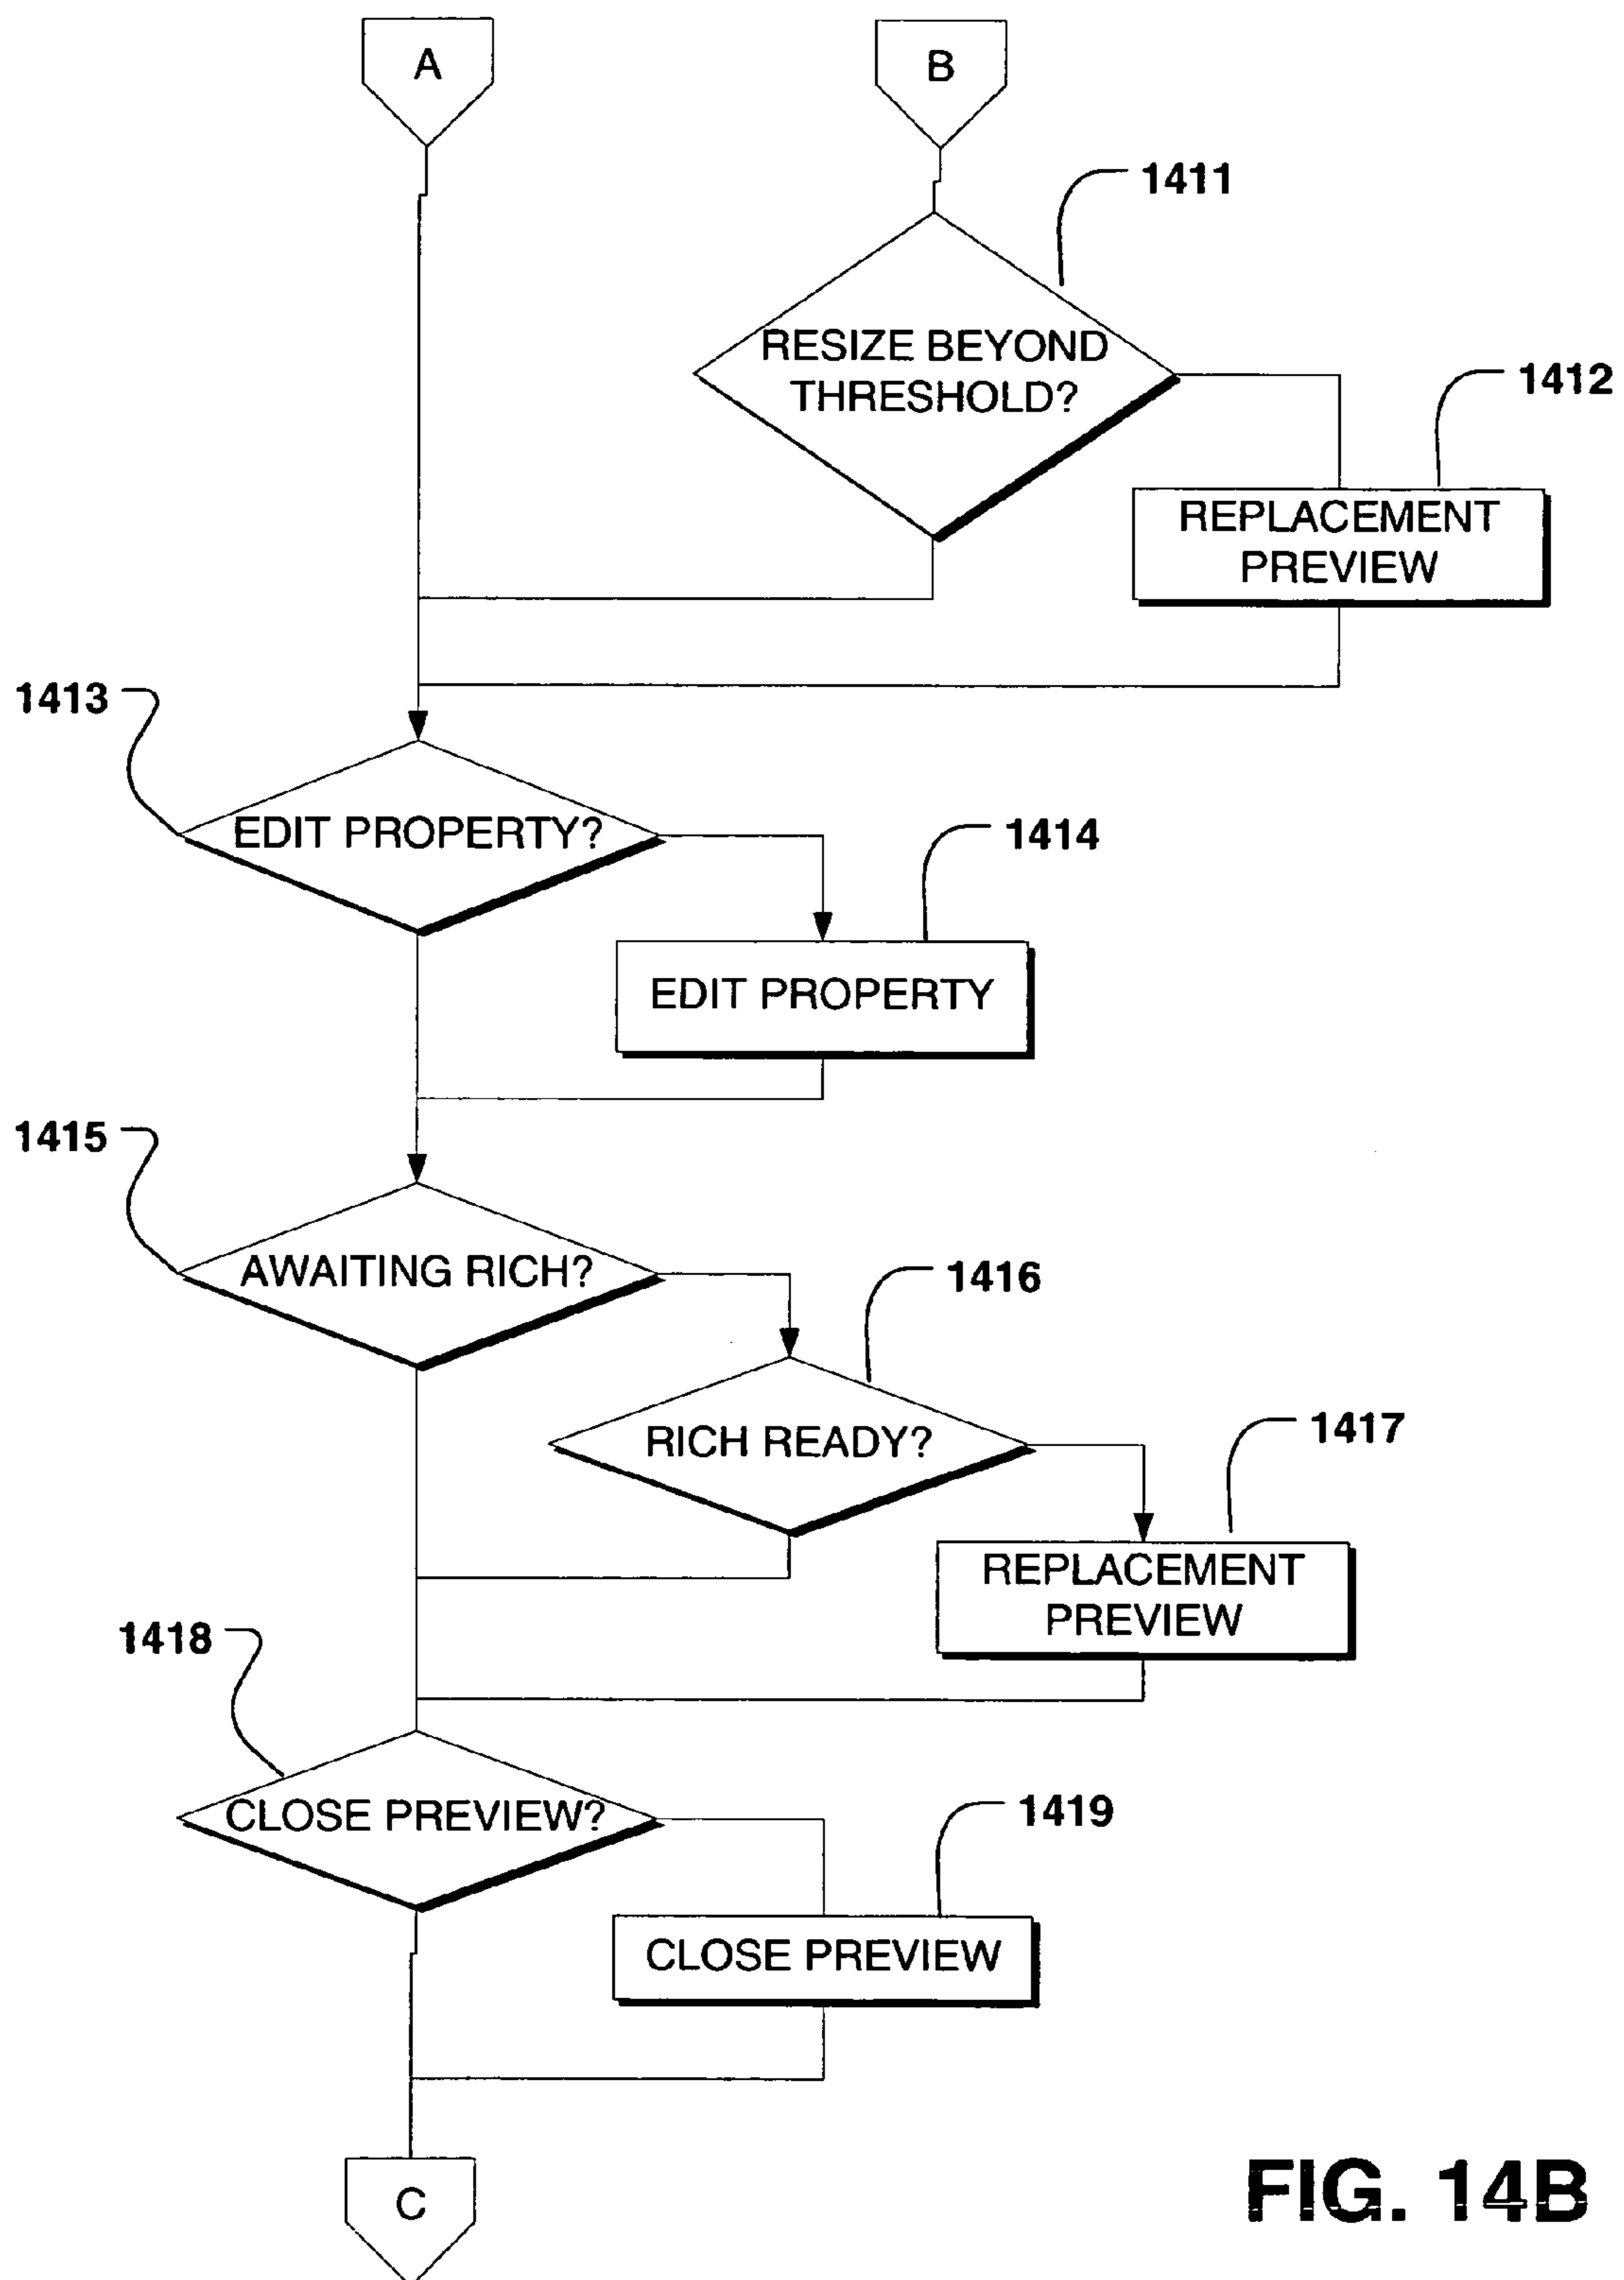 A
B
1411
RESIZE BEYOND
THRESHOLD?
1412
REPLACEMENT
PREVIEW
1413
EDIT PROPERTY?
1414
EDIT PROPERTY
1415
AWAITING RICH?
1416
RICH READY?
1417
REPLACEMENT
PREVIEW
1418
CLOSE PREVIEW?
1419
CLOSE PREVIEW
C
FIG. 14B